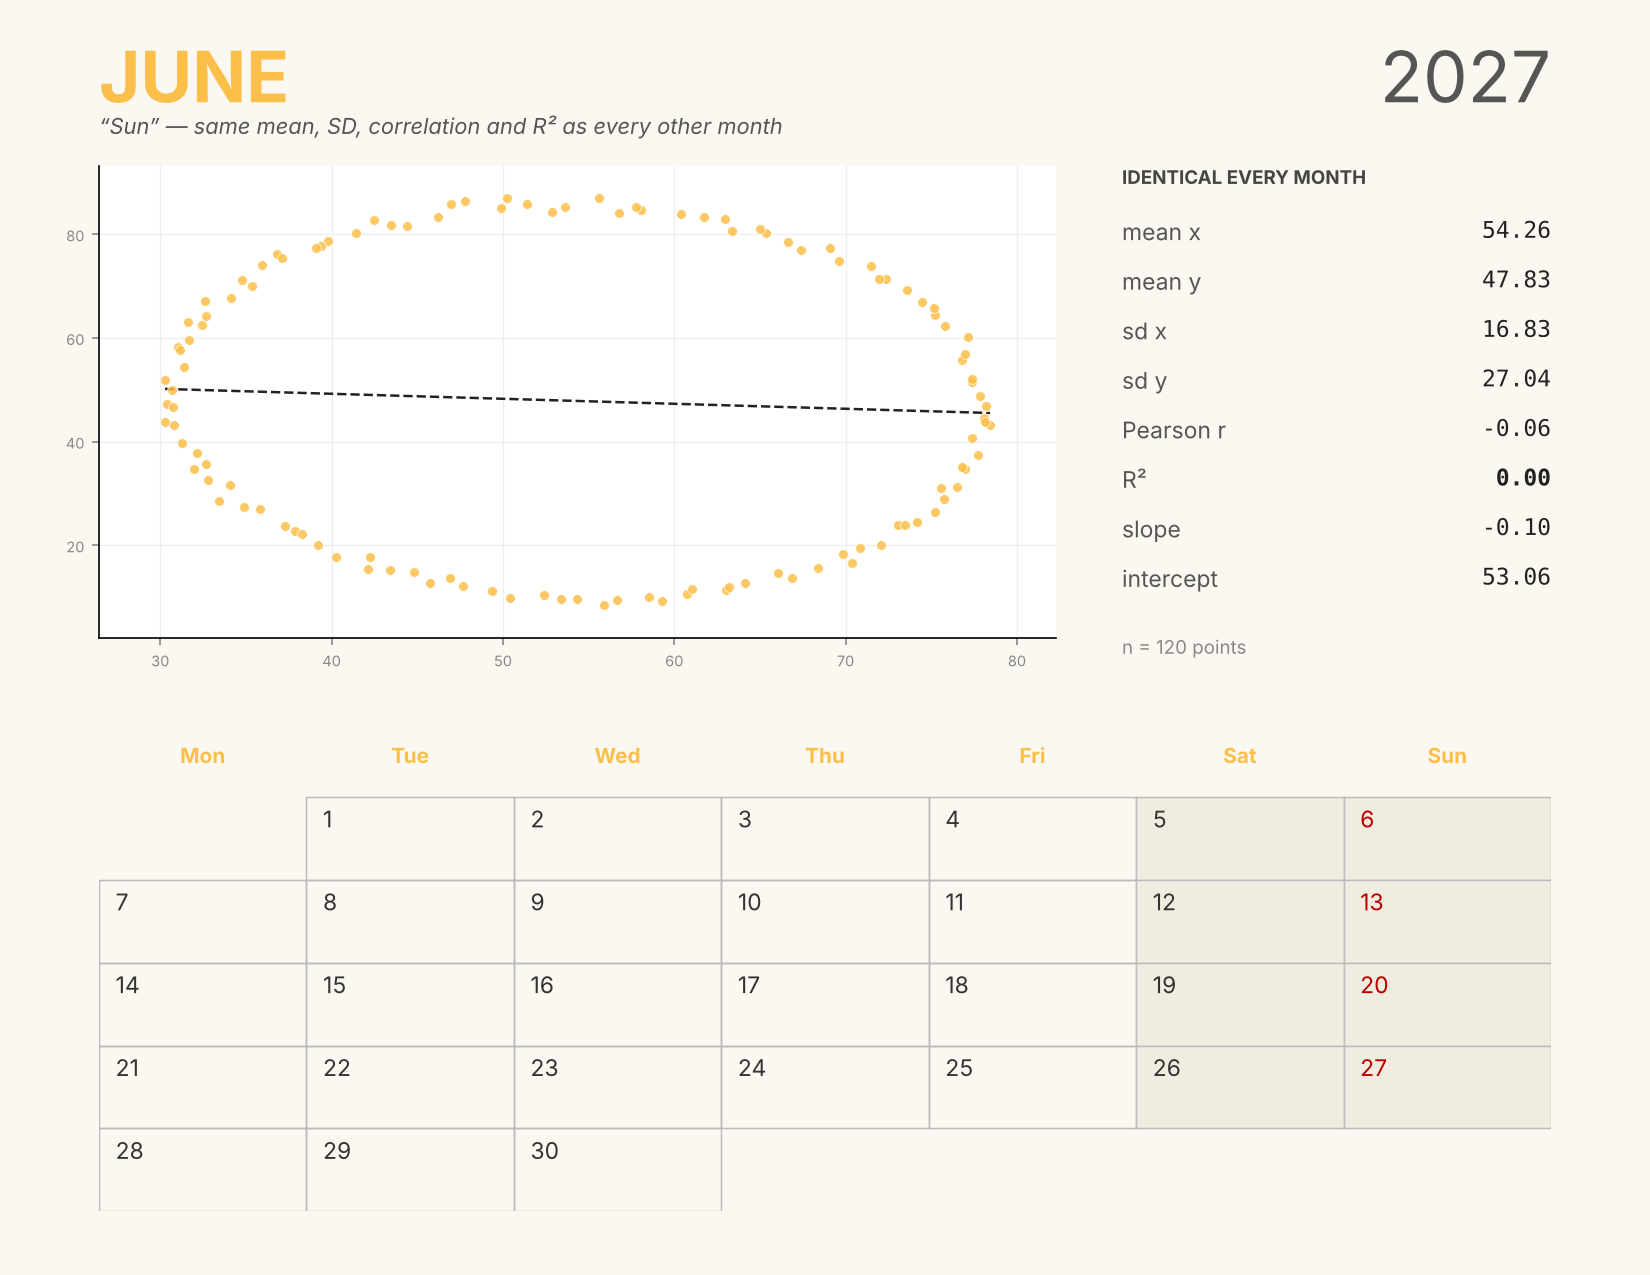 JUNE 2027
“Sun” — same mean, SD, correlation and R² as every other month
80
60
40
20
30 40 50 60 70 80
IDENTICAL EVERY MONTH
mean x 54.26
mean y 47.83
sd x 16.83
sd y 27.04
Pearson r -0.06
R² 0.00
slope -0.10
intercept 53.06
n = 120 points
Mon Tue Wed Thu Fri Sat Sun
1 2 3 4 5 6
7 8 9 10 11 12 13
14 15 16 17 18 19 20
21 22 23 24 25 26 27
28 29 30